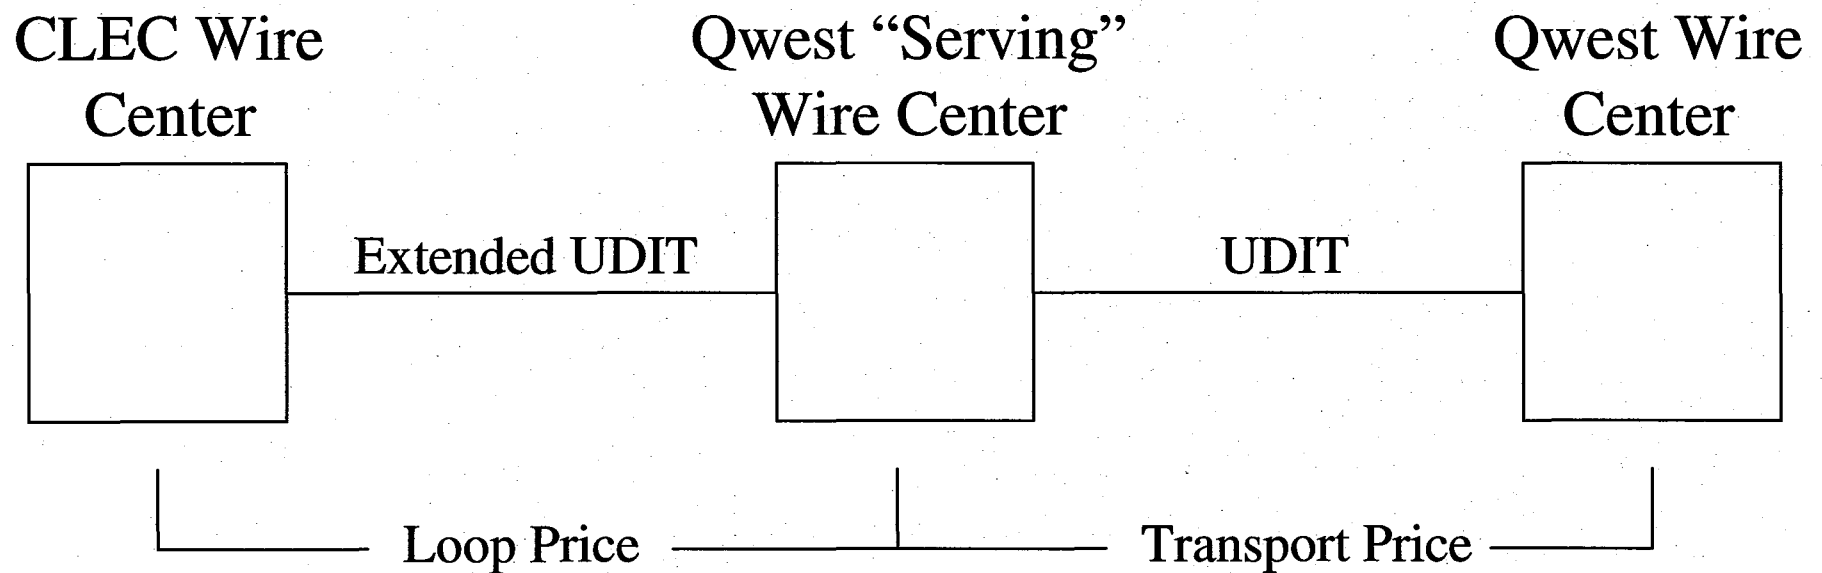 CLEC Wire
Center
Qwest “Serving”
Wire Center
Qwest Wire
Center
Extended UDIT
UDIT
Loop Price
Transport Price